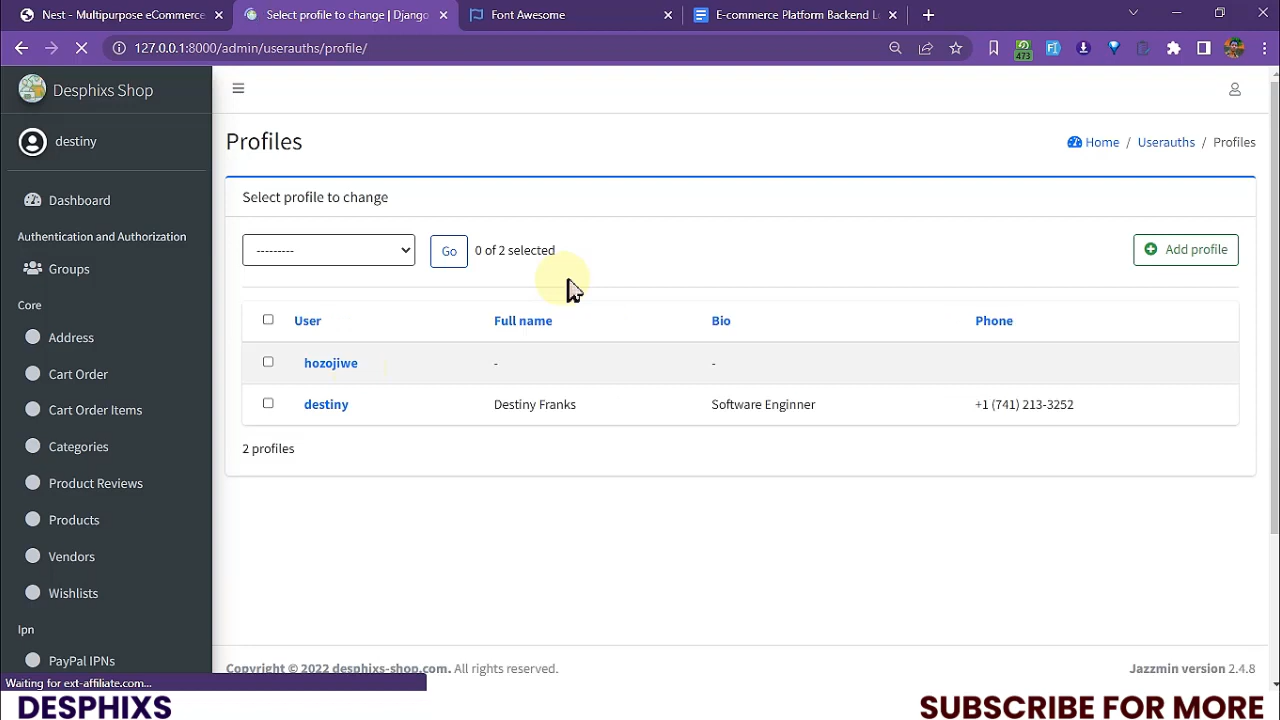 Nest - Multipurpose eCommerce
Select profile to change | Djang
Font Awesome
E-commerce Platform Backend L
127.0.0.1:8000/admin/userauths/profile/
473
Desphixs Shop
destiny
Dashboard
Authentication and Authorization
Groups
Core
Address
Cart Order
Cart Order Items
Categories
Product Reviews
Products
Vendors
Wishlists
Ipn
PayPal IPNs
Waiting for ext-affiliate.com...
Profiles
Home / Userauths / Profiles
Select profile to change
---------
Go
0 of 2 selected
Add profile
User Full name Bio Phone
hozojiwe - -
destiny Destiny Franks Software Enginner +1 (741) 213-3252
2 profiles
Copyright © 2022 desphixs-shop.com. All rights reserved.
Jazzmin version 2.4.8
DESPHIXS
SUBSCRIBE FOR MORE